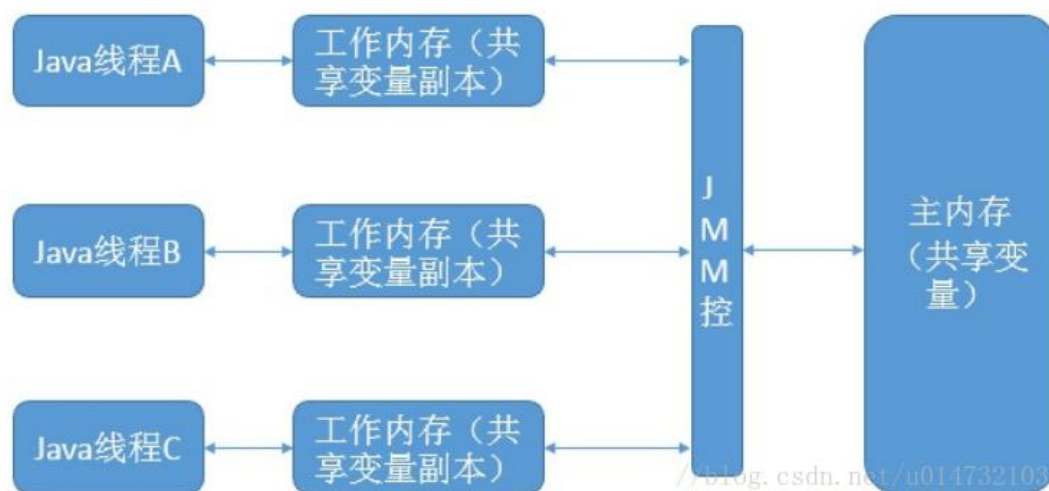 Java线程A
工作内存（共
享变量副本）
Java线程B
工作内存（共
享变量副本）
Java线程C
工作内存（共
享变量副本）
J
M
M
控
主内存
（共享变
量）
//blog.csdn.net/u014732103